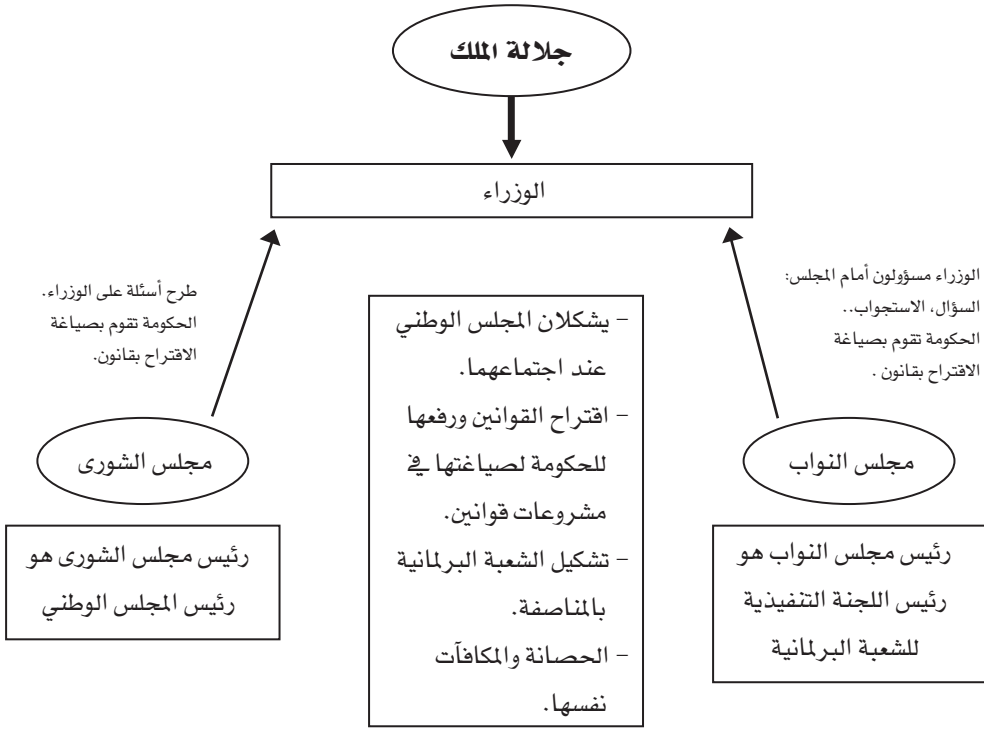 جلالة الملك
الوزراء
الوزراء مسؤولون أمام المجلس:
السؤال، الاستجواب..
الحكومة تقوم بصياغة
الاقتراح بقانون .
طرح أسئلة على الوزراء.
الحكومة تقوم بصياغة
الاقتراح بقانون.
- يشكلان المجلس الوطني
عند اجتماعهما.
- اقتراح القوانين ورفعها
للحكومة لصياغتها في
مشروعات قوانين.
- تشكيل الشعبة البرلمانية
بالمناصفة.
- الحصانة والمكافآت
نفسها.
مجلس النواب
رئيس مجلس النواب هو
رئيس اللجنة التنفيذية
للشعبة البرلمانية
مجلس الشورى
رئيس مجلس الشورى هو
رئيس المجلس الوطني